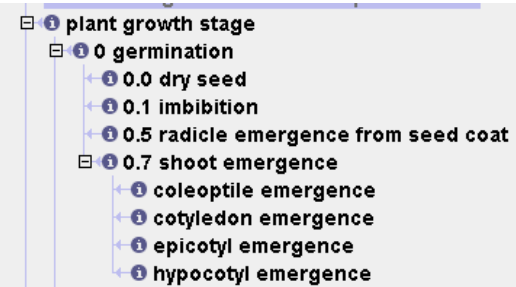 plant growth stage
0 germination
0.0 dry seed
0.1 imbibition
0.5 radicle emergence from seed coat
0.7 shoot emergence
coleoptile emergence
cotyledon emergence
epicotyl emergence
hypocotyl emergence